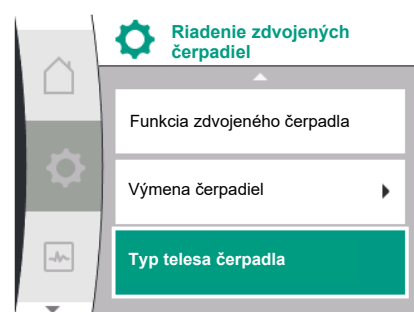 Riadenie zdvojených
čerpadiel
Funkcia zdvojeného čerpadla
Výmena čerpadiel
Typ telesa čerpadla